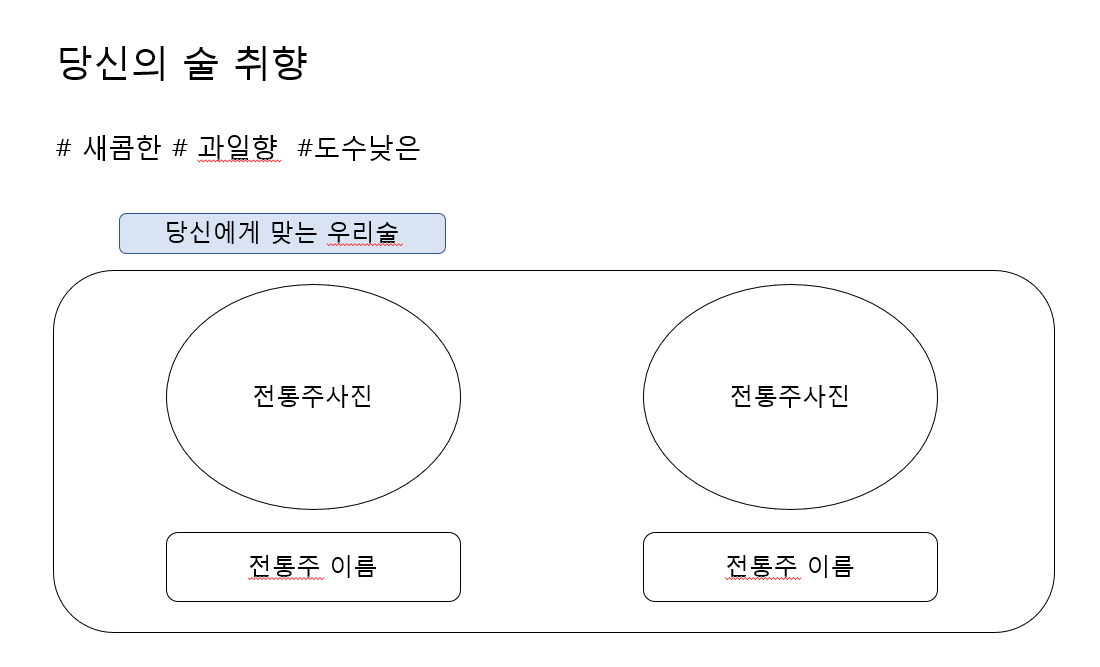 당신의 술 취향
# 새콤한 # 과일향 #도수낮은
당신에게 맞는 우리술
전통주사진 전통주사진
전통주 이름 전통주 이름